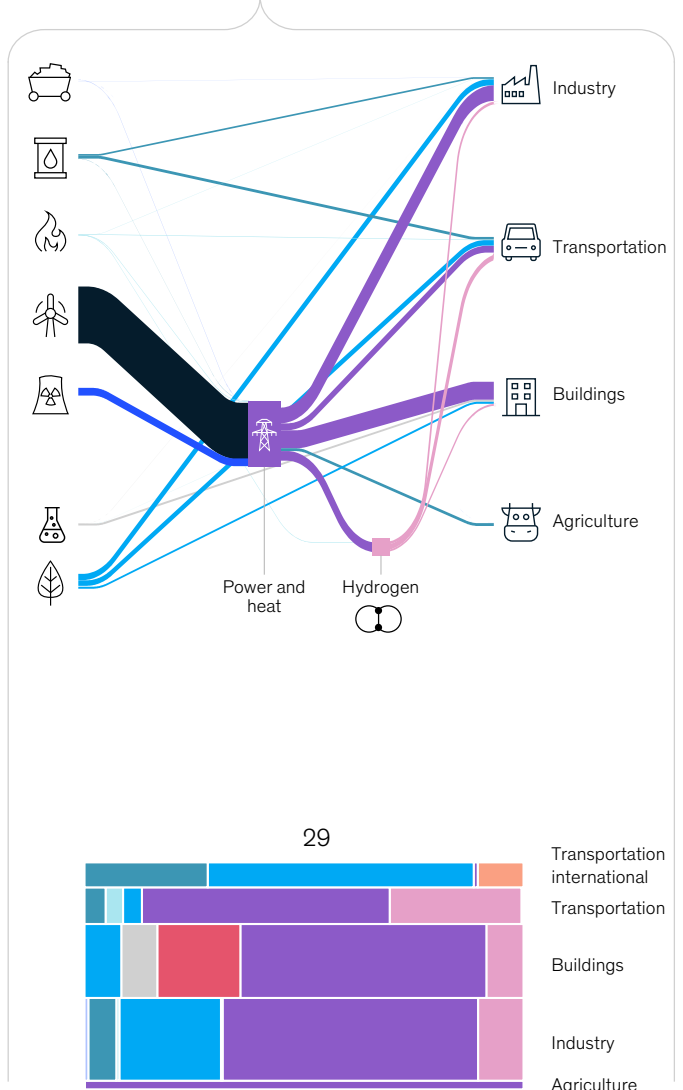 Industry
Transportation
Buildings
Agriculture
Power and
heat
Hydrogen
29
Transportation
international
Transportation
Buildings
Industry
Agriculture